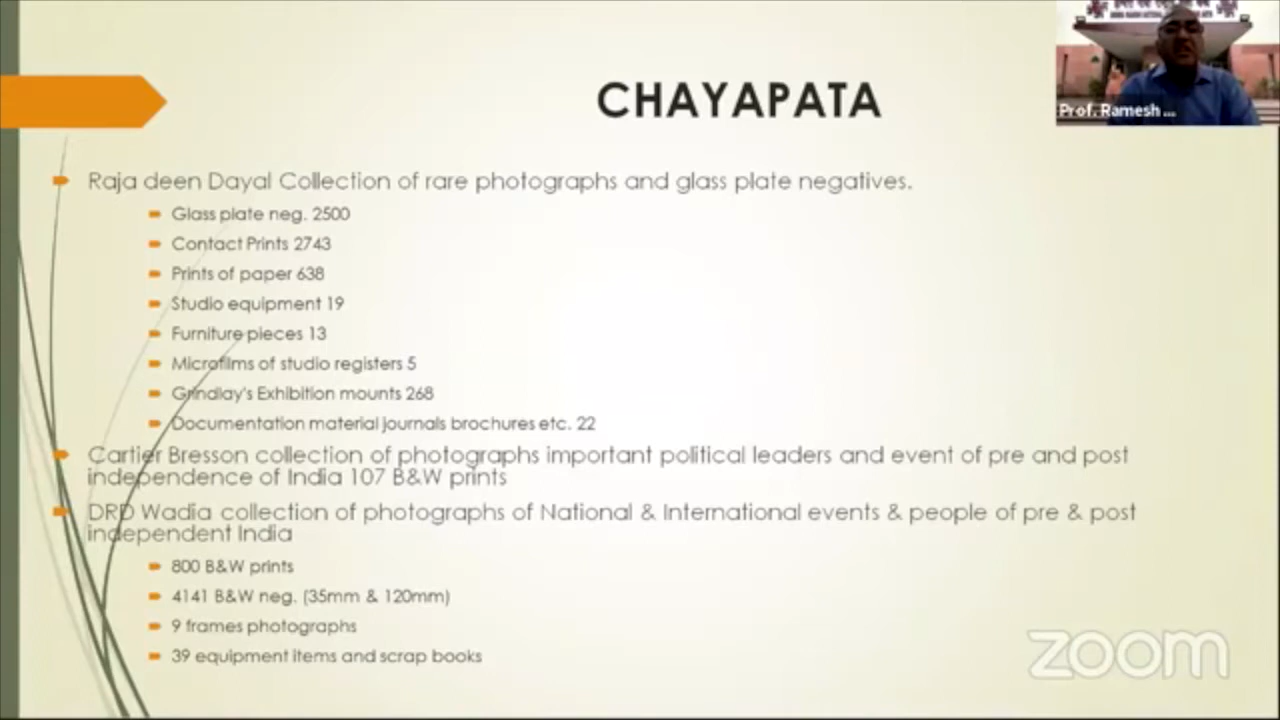 CHAYAPATA
Prof. Ramesh ...
Raja deen Dayal Collection of rare photographs and glass plate negatives.
Glass plate neg. 2500
Contact Prints 2743
Prints of paper 638
Studio equipment 19
Furniture pieces 13
Microfilms of studio registers 5
Grindlay's Exhibition mounts 268
Documentation material journals brochures etc. 22
Cartier Bresson collection of photographs important political leaders and event of pre and post
independence of India 107 B&W prints
DRD Wadia collection of photographs of National & International events & people of pre & post
independent India
800 B&W prints
4141 B&W neg. (35mm & 120mm)
9 frames photographs
39 equipment items and scrap books
zoom